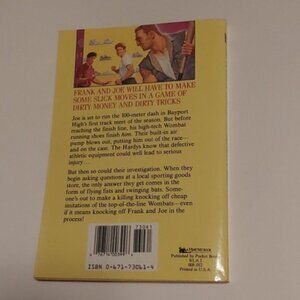 FRANK AND JOE WILL HAVE TO MAKE
SOME SLICK MOVES IN A GAME OF
DIRTY MONEY AND DIRTY TRICKS
Joe is set to run the 100-meter dash in Bayport
High's first track meet of the season. But before
reaching the finish line, his high-tech Wombat
running shoes finish him. Their built-in air
pump blows out, putting him out of the race—
and on the case. The Hardys know that defective
athletic equipment could lead to serious
injury...
But then so could their investigation. When they
begin asking questions at a local sporting goods
store, the only answer they get comes in the
form of flying fists and swinging bats. Some-
one's out to make a killing knocking off cheap
imitations of the top-of-the-line Wombats—even
if it means knocking off Frank and Joe in the
process!
73061
ISBN 0-671-73061-4
Published by Pocket Books
Printed in U.S.A.